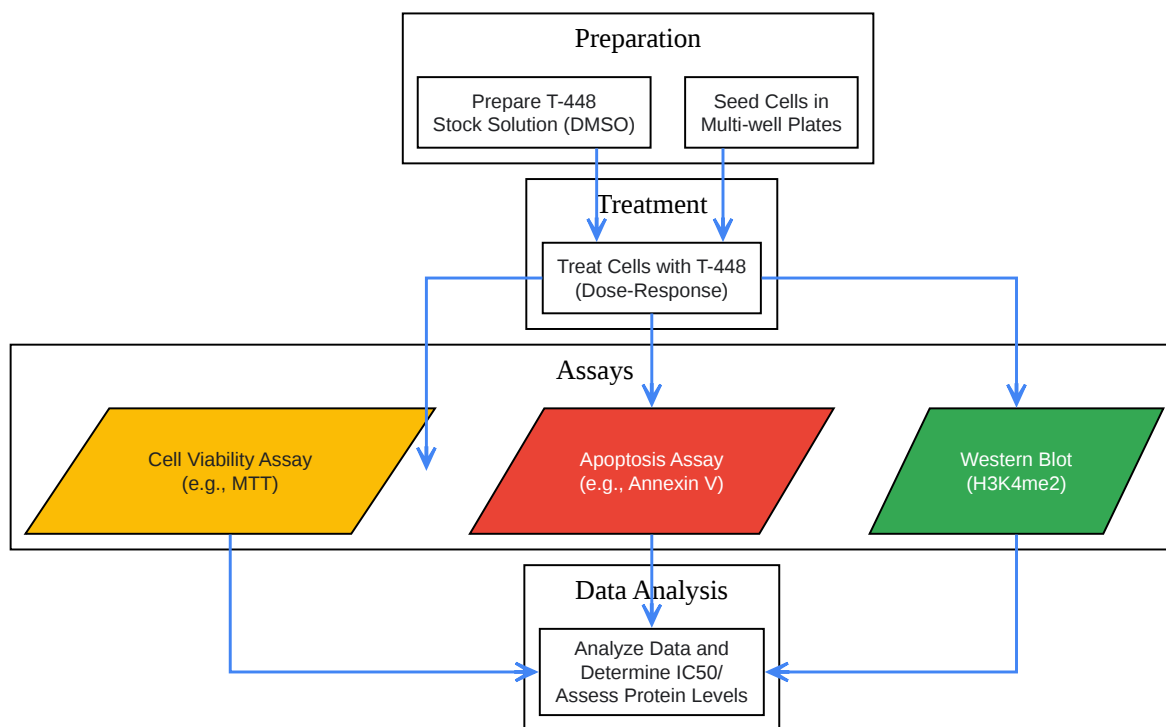 Preparation
Prepare T-448
Stock Solution (DMSO)
Seed Cells in
Multi-well Plates
Treatment
Treat Cells with T-448
(Dose-Response)
Assays
Cell Viability Assay
(e.g., MTT)
Apoptosis Assay
(e.g., Annexin V)
Western Blot
(H3K4me2)
Data Analysis
Analyze Data and
Determine IC50/
Assess Protein Levels